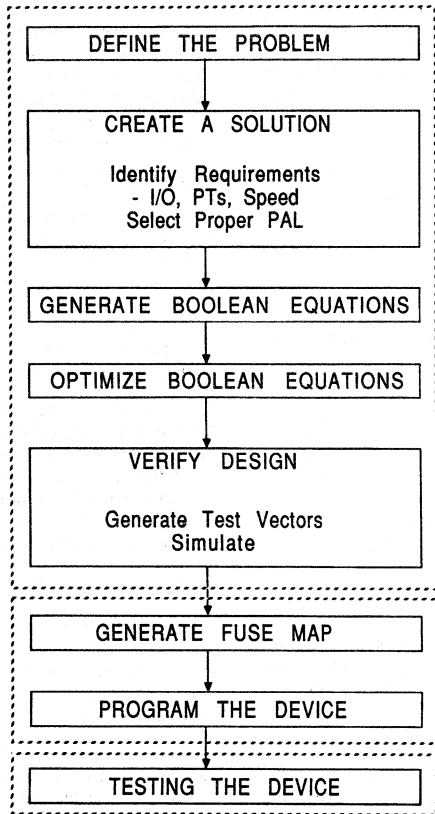 DEFINE THE PROBLEM
CREATE A SOLUTION
Identify Requirements
- I/O, PTs, Speed
Select Proper PAL
GENERATE BOOLEAN EQUATIONS
OPTIMIZE BOOLEAN EQUATIONS
VERIFY DESIGN
Generate Test Vectors
Simulate
GENERATE FUSE MAP
PROGRAM THE DEVICE
TESTING THE DEVICE